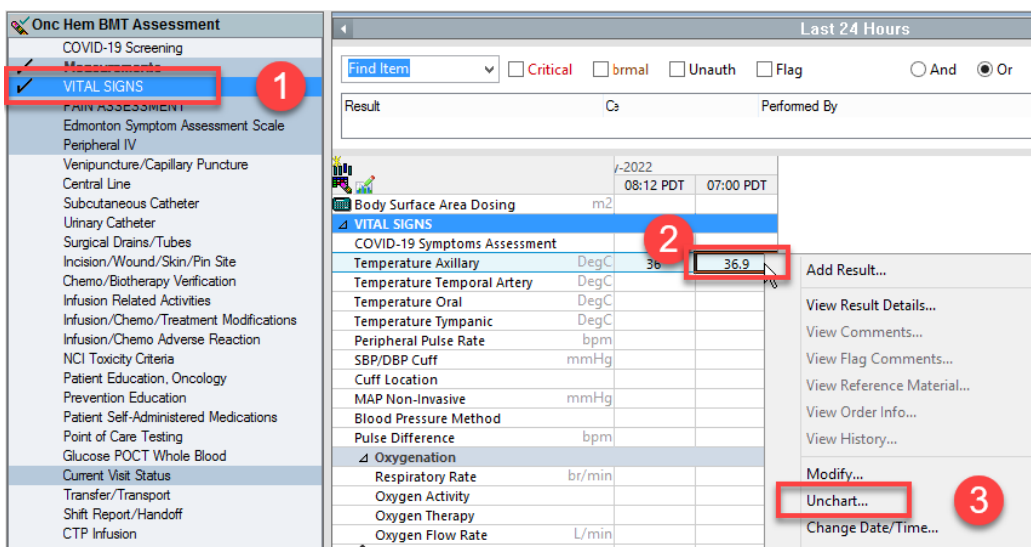 Onc Hem BMT Assessment
COVID-19 Screening
Measurements
VITAL SIGNS
1
PAIN ASSESSMENT
Edmonton Symptom Assessment Scale
Peripheral IV
Venipuncture/Capillary Puncture
Central Line
Subcutaneous Catheter
Urinary Catheter
Surgical Drains/Tubes
Incision/Wound/Skin/Pin Site
Chemo/Biotherapy Verification
Infusion Related Activities
Infusion/Chemo/Treatment Modifications
Infusion/Chemo Adverse Reaction
NCI Toxicity Criteria
Patient Education, Oncology
Prevention Education
Patient Self-Administered Medications
Point of Care Testing
Glucose POCT Whole Blood
Current Visit Status
Transfer/Transport
Shift Report/Handoff
CTP Infusion
Last 24 Hours
Find Item Critical brmal Unauth Flag And Or
Result Performed By
-2022
08:12 PDT 07:00 PDT
Body Surface Area Dosing m2
VITAL SIGNS
COVID-19 Symptoms Assessment
2
Temperature Axillary DegC 36 36.9
Temperature Temporal Artery DegC
Temperature Oral DegC
Temperature Tympanic DegC
Peripheral Pulse Rate bpm
SBP/DBP Cuff mmHg
Cuff Location
MAP Non-Invasive mmHg
Blood Pressure Method
Pulse Difference bpm
Oxygenation
Respiratory Rate br/min
Oxygen Activity
Oxygen Therapy
Oxygen Flow Rate L/min
Add Result...
View Result Details...
View Comments...
View Flag Comments...
View Reference Material...
View Order Info...
View History...
Modify...
Unchart...
3
Change Date/Time...